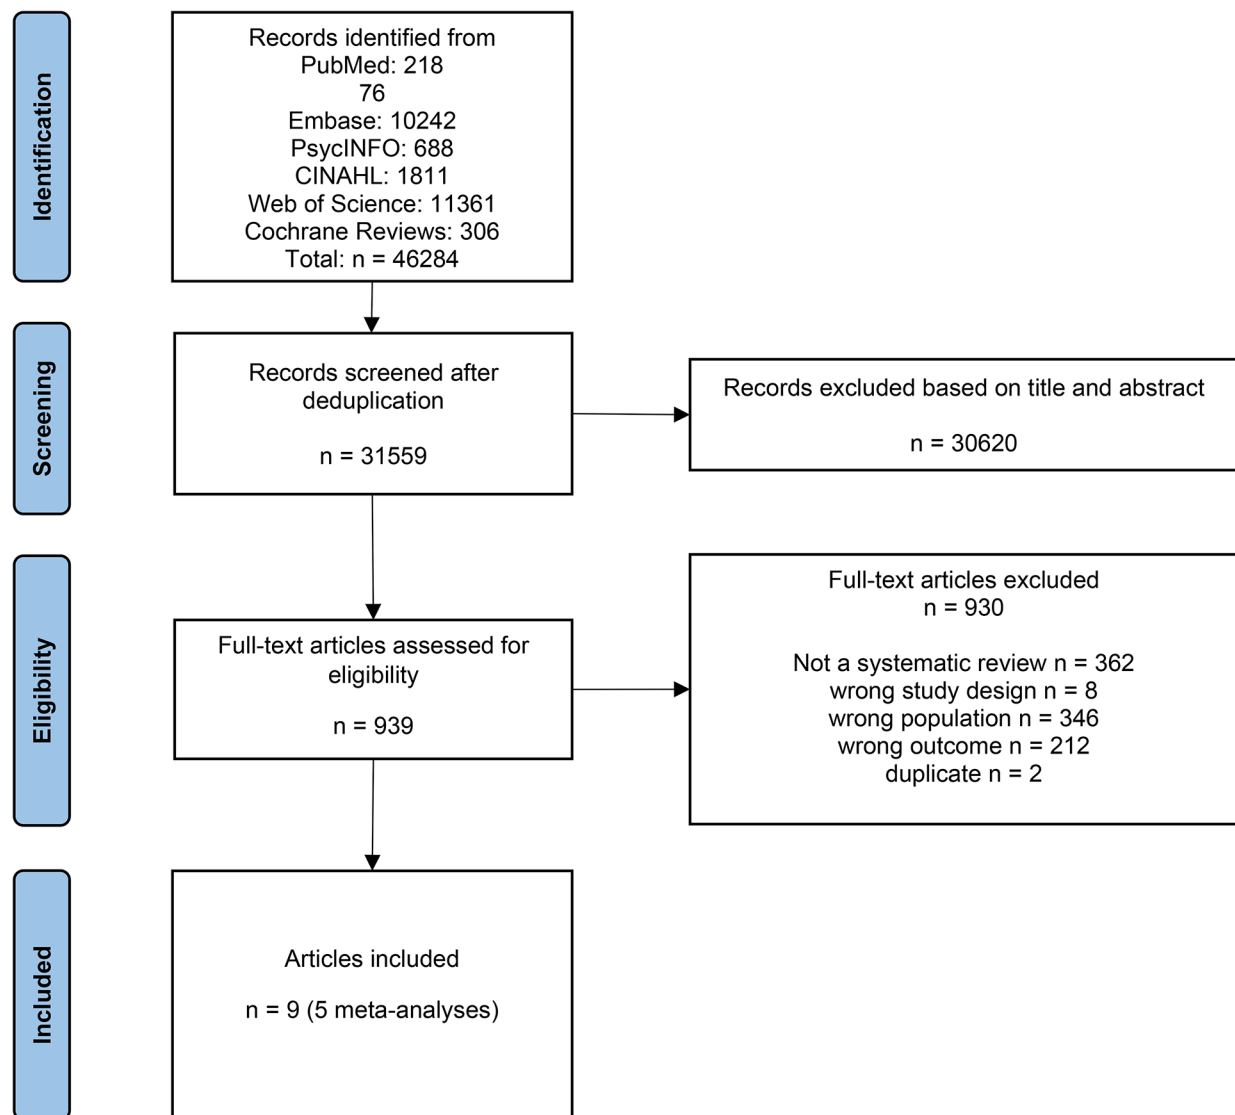 Identification
Records identified from
PubMed: 218
76
Embase: 10242
PsycINFO: 688
CINAHL: 1811
Web of Science: 11361
Cochrane Reviews: 306
Total: n = 46284
Screening
Records screened after
deduplication
n = 31559
Records excluded based on title and abstract
n = 30620
Eligibility
Full-text articles assessed for
eligibility
n = 939
Full-text articles excluded
n = 930
Not a systematic review n = 362
wrong study design n = 8
wrong population n = 346
wrong outcome n = 212
duplicate n = 2
Included
Articles included
n = 9 (5 meta-analyses)